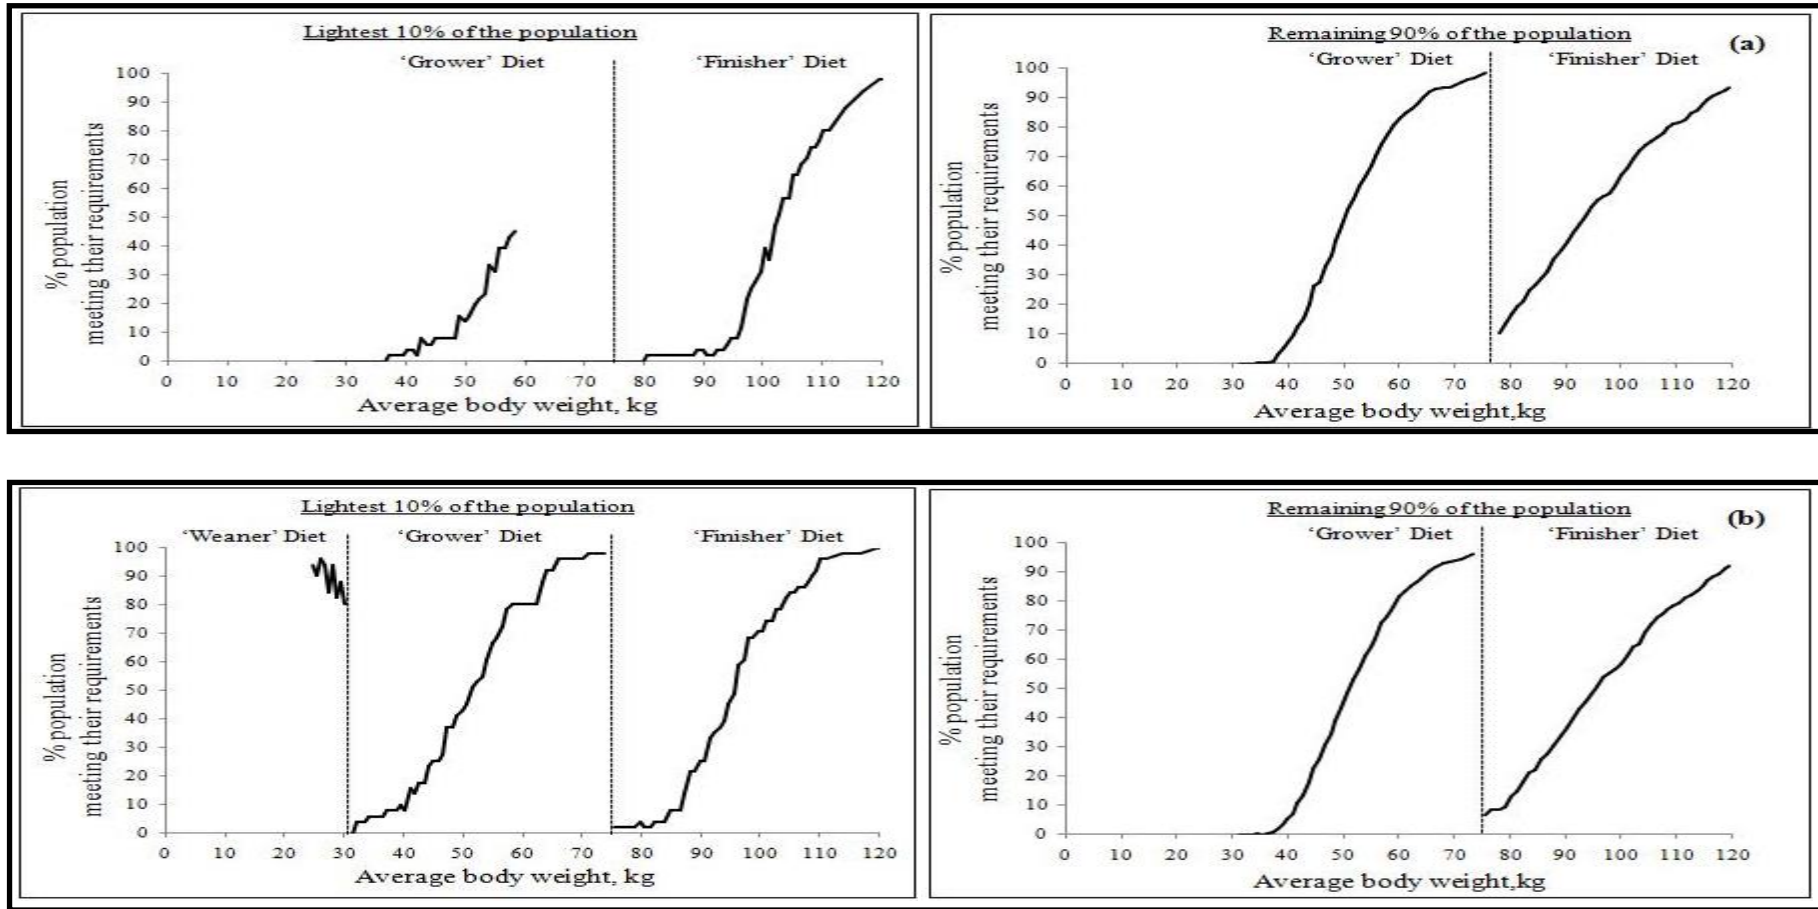 Lightest 10% of the population
'Grower' Diet 'Finisher' Diet
% population
meeting their requirements
100
90
80
70
60
50
40
30
20
10
0
0 10 20 30 40 50 60 70 80 90 100 110 120
Average body weight, kg
Remaining 90% of the population
(a)
'Grower' Diet 'Finisher' Diet
% population
meeting their requirements
100
90
80
70
60
50
40
30
20
10
0
0 10 20 30 40 50 60 70 80 90 100 110 120
Average body weight,kg
Lightest 10% of the population
'Weaner' Diet 'Grower' Diet 'Finisher' Diet
% population
meeting their requirements
100
90
80
70
60
50
40
30
20
10
0
0 10 20 30 40 50 60 70 80 90 100 110 120
Average body weight, kg
Remaining 90% of the population
(b)
'Grower' Diet 'Finisher' Diet
% population
meeting their requirements
100
90
80
70
60
50
40
30
20
10
0
0 10 20 30 40 50 60 70 80 90 100 110 120
Average body weight,kg